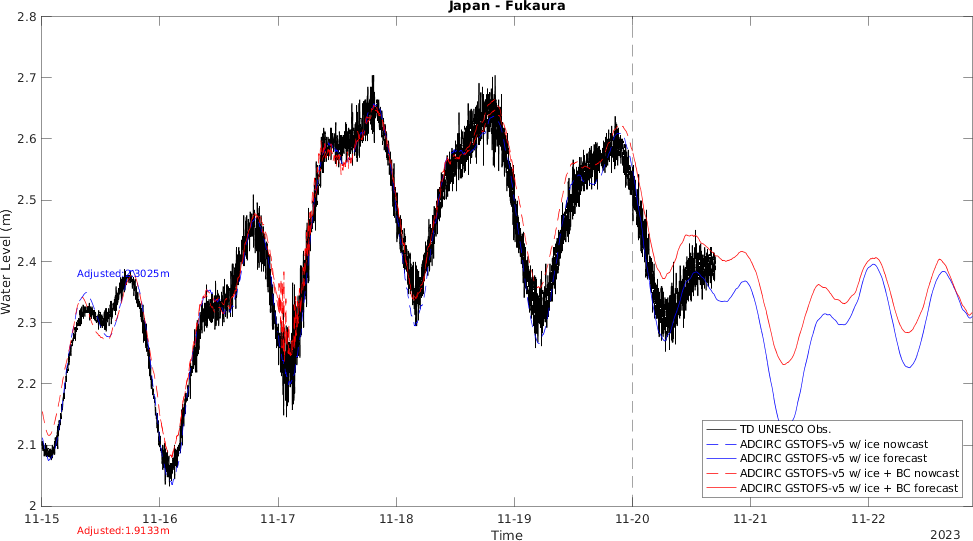 Japan - Fukaura
2.8
2.7
2.6
2.5
2.4
2.3
2.2
2.1
2
Water Level (m)
Adjusted:2.3025m
TD UNESCO Obs.
ADCIRC GSTOFS-v5 w/ ice nowcast
ADCIRC GSTOFS-v5 w/ ice forecast
ADCIRC GSTOFS-v5 w/ ice + BC nowcast
ADCIRC GSTOFS-v5 w/ ice + BC forecast
11-15 11-16 11-17 11-18 11-19 11-20 11-21 11-22
Adjusted:1.9133m
Time
2023